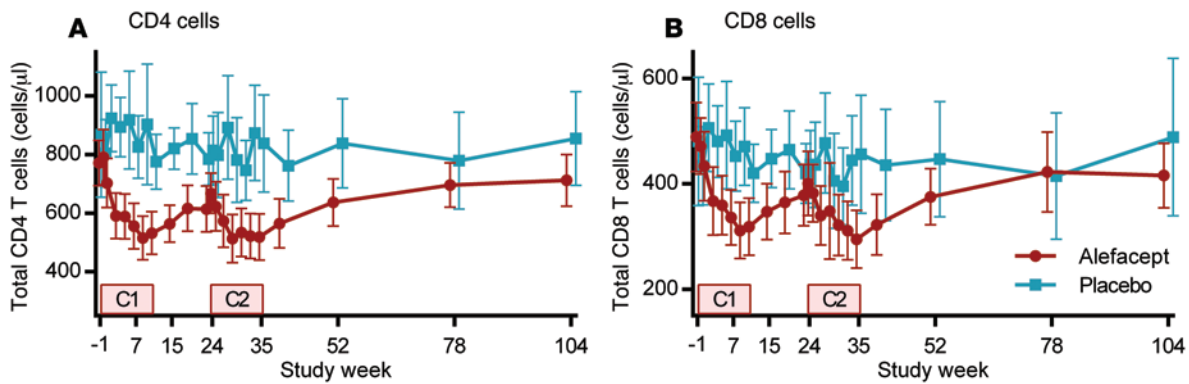 A CD4 cells
Total CD4 T cells (cells/μl)
1000
800
600
400
C1 C2
-1 7 15 24 35 52 78 104
Study week
B CD8 cells
Total CD8 T cells (cells/μl)
600
400
200
Alefacept
Placebo
C1 C2
-1 7 15 24 35 52 78 104
Study week